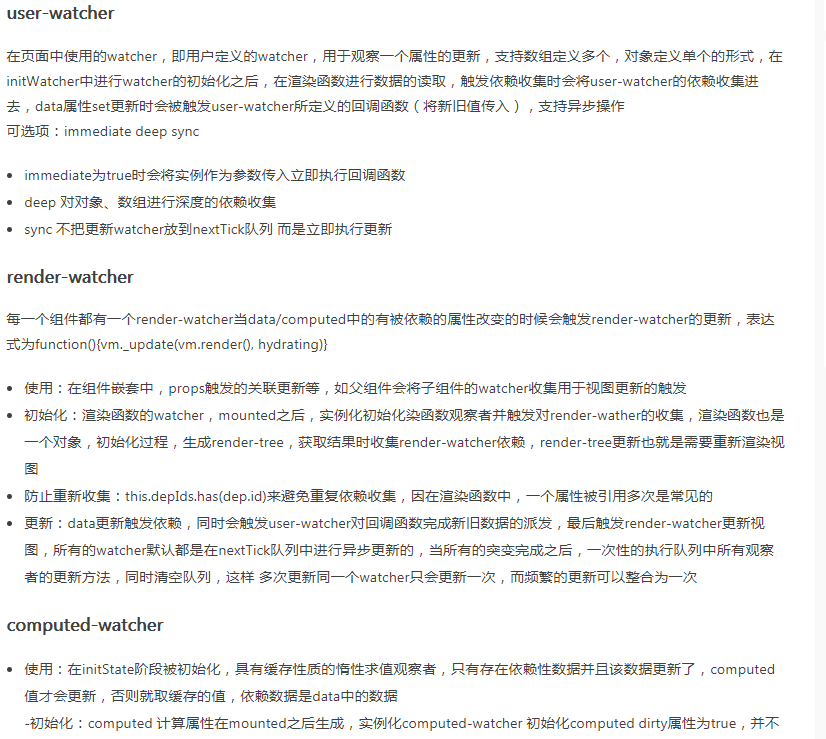 user-watcher
在页面中使用的watcher，即用户定义的watcher，用于观察一个属性的更新，支持数组定义多个，对象定义单个的形式，在
initWatcher中进行watcher的初始化之后，在渲染函数进行数据的读取，触发依赖收集时会将user-watcher的依赖收集进
去，data属性set更新时会被触发user-watcher所定义的回调函数（将新旧值传入），支持异步操作
可选项：immediate deep sync
immediate为true时会将实例作为参数传入立即执行回调函数
deep 对对象、数组进行深度的依赖收集
sync 不把更新watcher放到nextTick队列 而是立即执行更新
render-watcher
每一个组件都有一个render-watcher当data/computed中的有被依赖的属性改变的时候会触发render-watcher的更新，表达
式为function(){vm._update(vm.render(), hydrating)}
使用：在组件嵌套中，props触发的关联更新等，如父组件会将子组件的watcher收集用于视图更新的触发
初始化：渲染函数的watcher，mounted之后，实例化初始化染函数观察者并触发对render-wather的收集，渲染函数也是
一个对象，初始化过程，生成render-tree，获取结果时收集render-watcher依赖，render-tree更新也就是需要重新渲染视
图
防止重新收集：this.depIds.has(dep.id)来避免重复依赖收集，因在渲染函数中，一个属性被引用多次是常见的
更新：data更新触发依赖，同时会触发user-watcher对回调函数完成新旧数据的派发，最后触发render-watcher更新视
图，所有的watcher默认都是在nextTick队列中进行异步更新的，当所有的突变完成之后，一次性的执行队列中所有观察
者的更新方法，同时清空队列，这样 多次更新同一个watcher只会更新一次，而频繁的更新可以整合为一次
computed-watcher
使用：在initState阶段被初始化，具有缓存性质的惰性求值观察者，只有存在依赖性数据并且该数据更新了，computed
值才会更新，否则就取缓存的值，依赖数据是data中的数据
-初始化：computed 计算属性在mounted之后生成，实例化computed-watcher 初始化computed dirty属性为true，并不